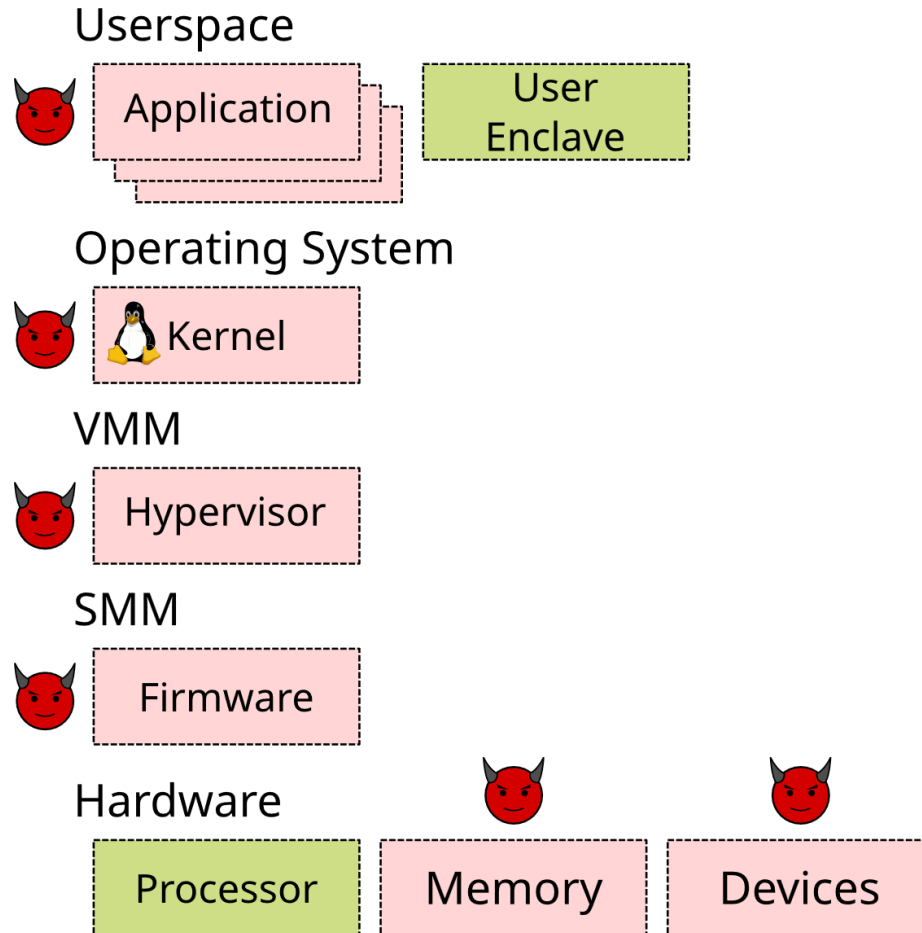 Userspace
Application
User
Enclave
Operating System
Kernel
VMM
Hypervisor
SMM
Firmware
Hardware
Processor
Memory
Devices